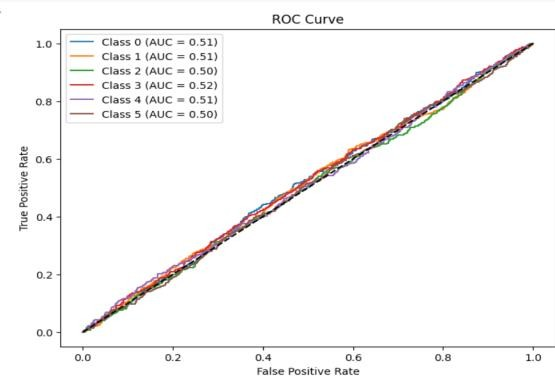 ROC Curve
Class 0 (AUC = 0.51)
Class 1 (AUC = 0.51)
Class 2 (AUC = 0.50)
Class 3 (AUC = 0.52)
Class 4 (AUC = 0.51)
Class 5 (AUC = 0.50)
True Positive Rate
1.0
0.8
0.6
0.4
0.2
0.0
0.0 0.2 0.4 0.6 0.8 1.0
False Positive Rate